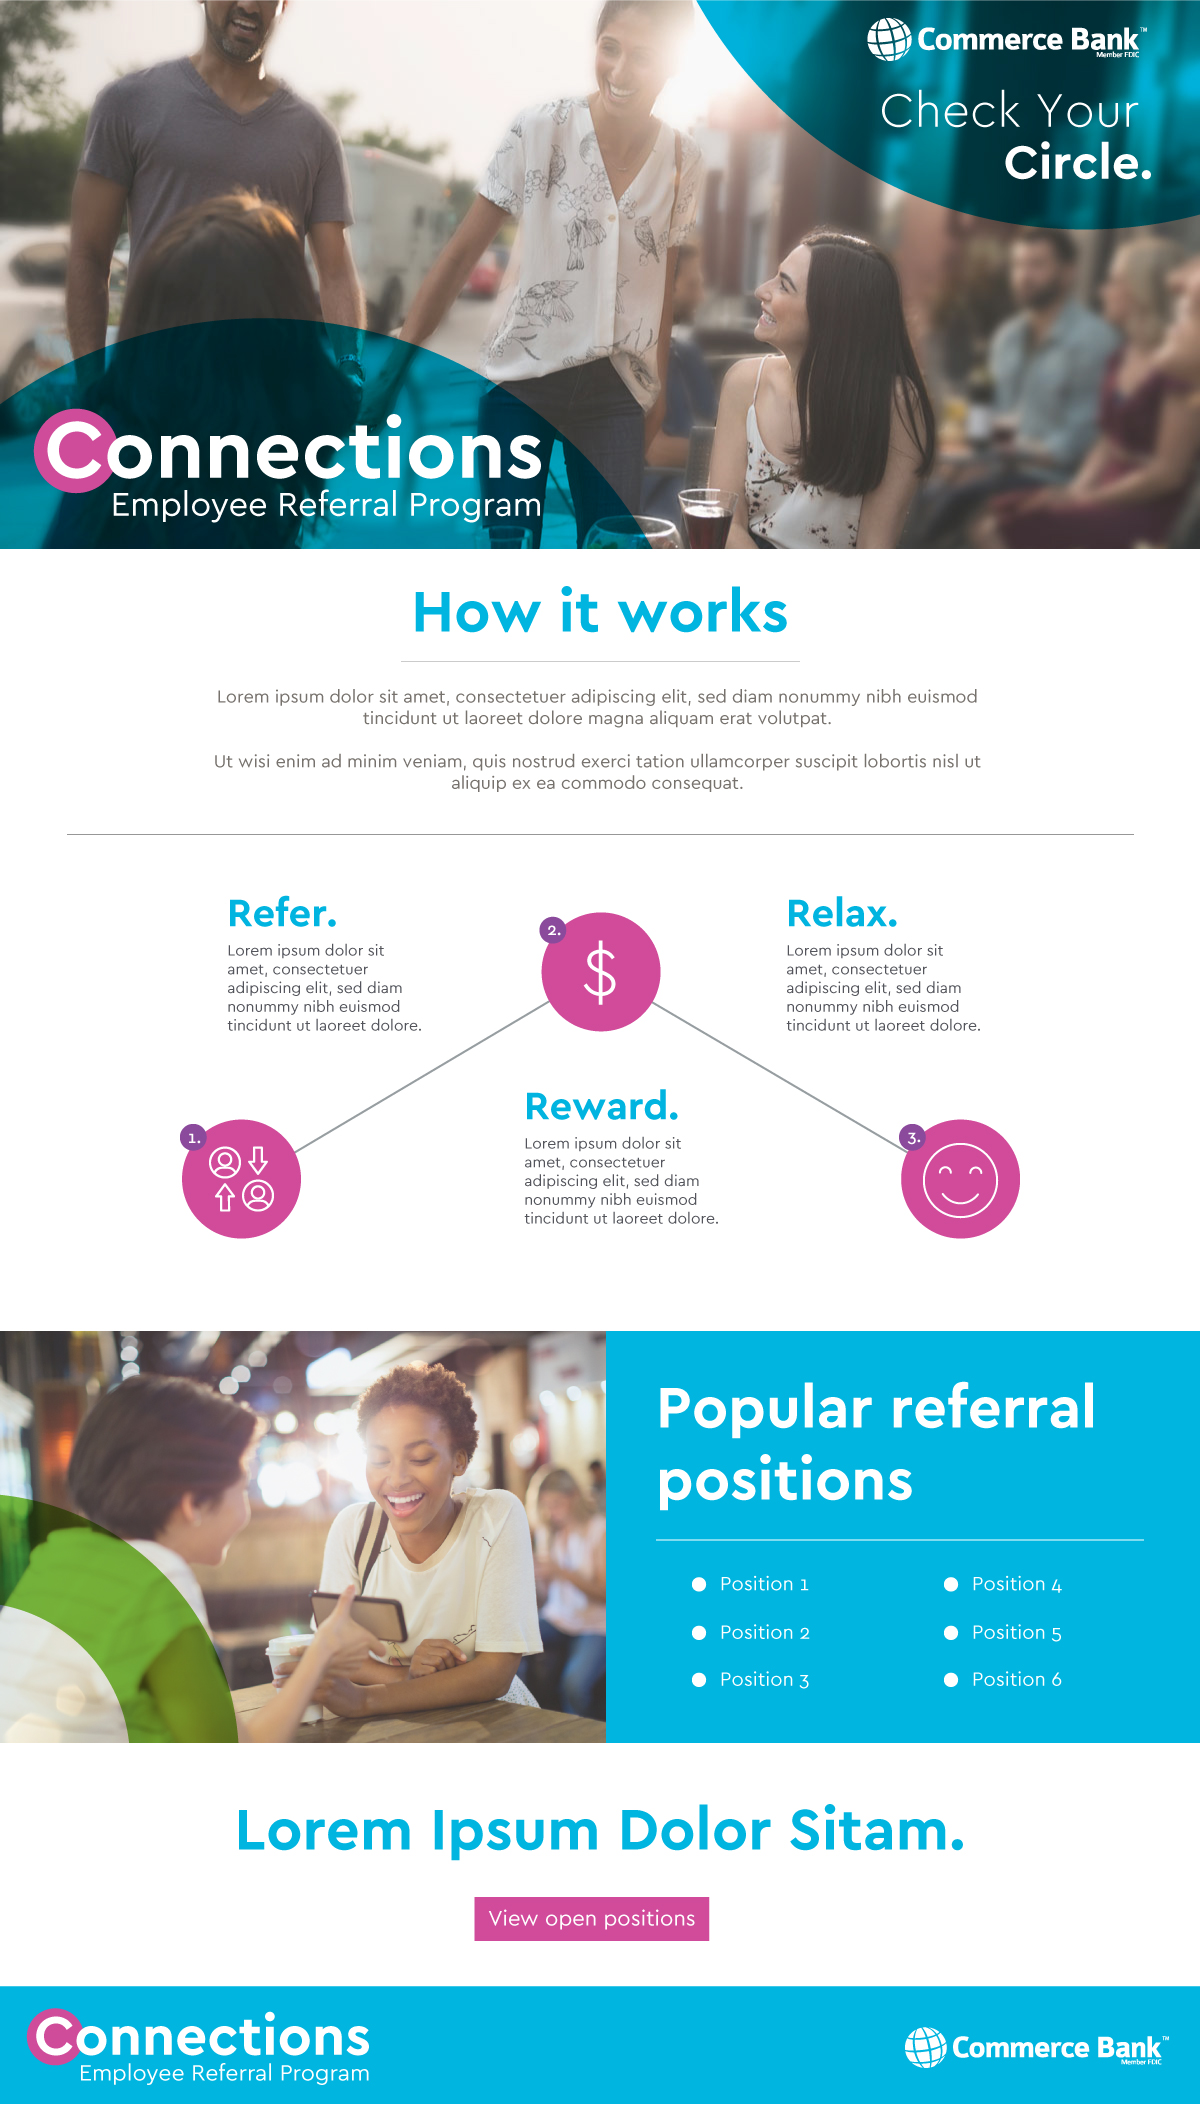 Commerce Bank™
Member FDIC
Check Your
Circle.
Connections
Employee Referral Program
How it works
Lorem ipsum dolor sit amet, consectetuer adipiscing elit, sed diam nonummy nibh euismod
tincidunt ut laoreet dolore magna aliquam erat volutpat.
Ut wisi enim ad minim veniam, quis nostrud exerci tation ullamcorper suscipit lobortis nisl ut
aliquip ex ea commodo consequat.
Refer.
Lorem ipsum dolor sit
amet, consectetuer
adipiscing elit, sed diam
nonummy nibh euismod
tincidunt ut laoreet dolore.
1.
2.
$
Reward.
Lorem ipsum dolor sit
amet, consectetuer
adipiscing elit, sed diam
nonummy nibh euismod
tincidunt ut laoreet dolore.
Relax.
Lorem ipsum dolor sit
amet, consectetuer
adipiscing elit, sed diam
nonummy nibh euismod
tincidunt ut laoreet dolore.
3.
Popular referral
positions
Position 1
Position 2
Position 3
Position 4
Position 5
Position 6
Lorem Ipsum Dolor Sitam.
View open positions
Connections
Employee Referral Program
Commerce Bank™
Member FDIC